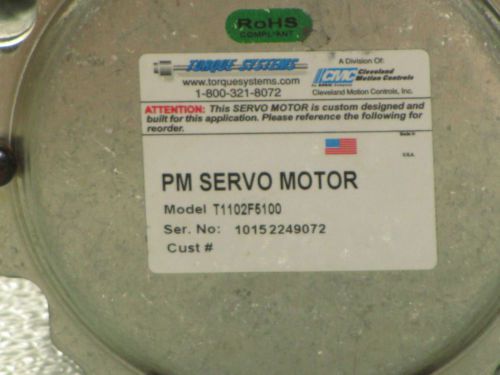 RoHS
COMPLIANT
TORQUE SYSTEMS
www.torquesystems.com
1-800-321-8072
A Division Of:
CMC Cleveland Motion Controls
Cleveland Motion Controls, Inc.
ATTENTION: This SERVO MOTOR is custom designed and
built for this application. Please reference the following for
reorder.
Made in
U.S.A.
PM SERVO MOTOR
Model T1102F5100
Ser. No: 10152249072
Cust #